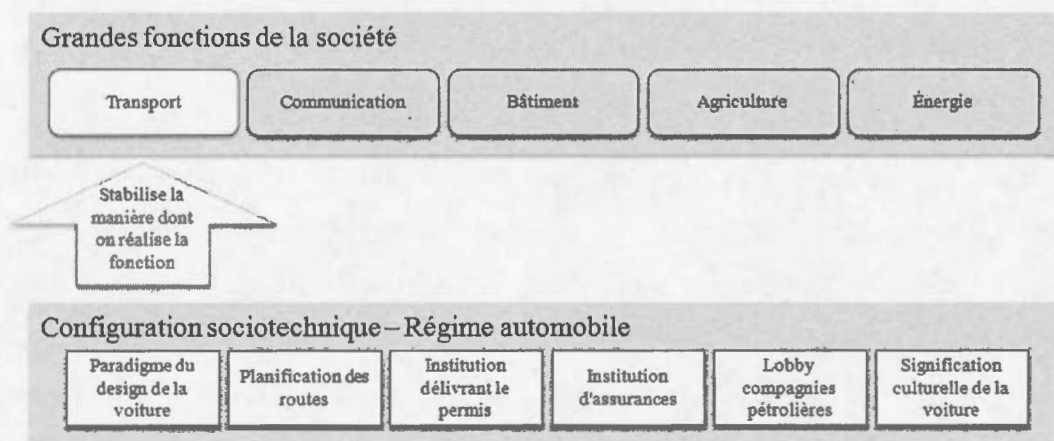 Grandes fonctions de la société
Transport
Communication
Bâtiment
Agriculture
Énergie
Stabilise la
manière dont
on réalise la
fonction
Configuration sociotechnique – Régime automobile
Paradigme du
design de la
voiture
Planification des
routes
Institution
délivrant le
permis
Institution
d'assurances
Lobby
compagnies
pétrolières
Signification
culturelle de la
voiture